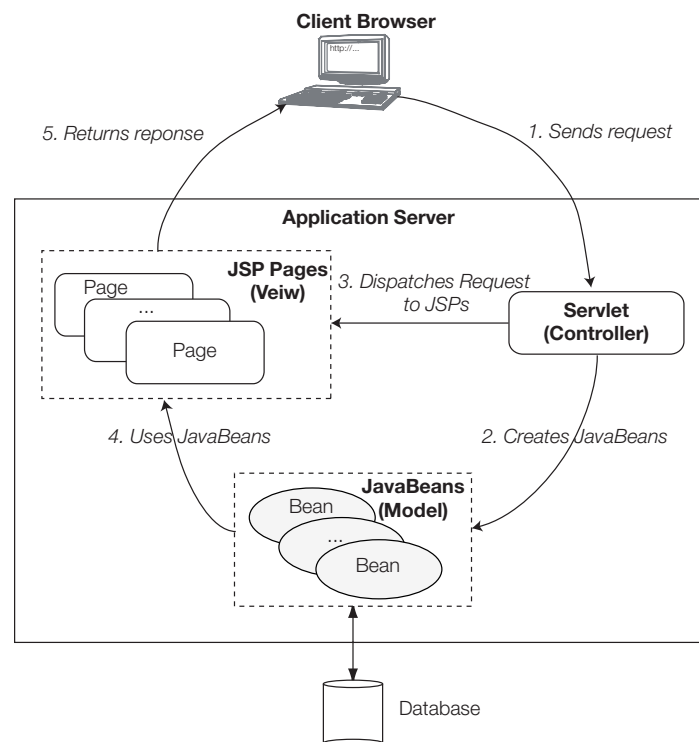 Client Browser
http://...
5. Returns reponse
1. Sends request
Application Server
JSP Pages
(Veiw)
Page
...
Page
3. Dispatches Request
to JSPs
Servlet
(Controller)
4. Uses JavaBeans
2. Creates JavaBeans
JavaBeans
(Model)
Bean
...
Bean
Database